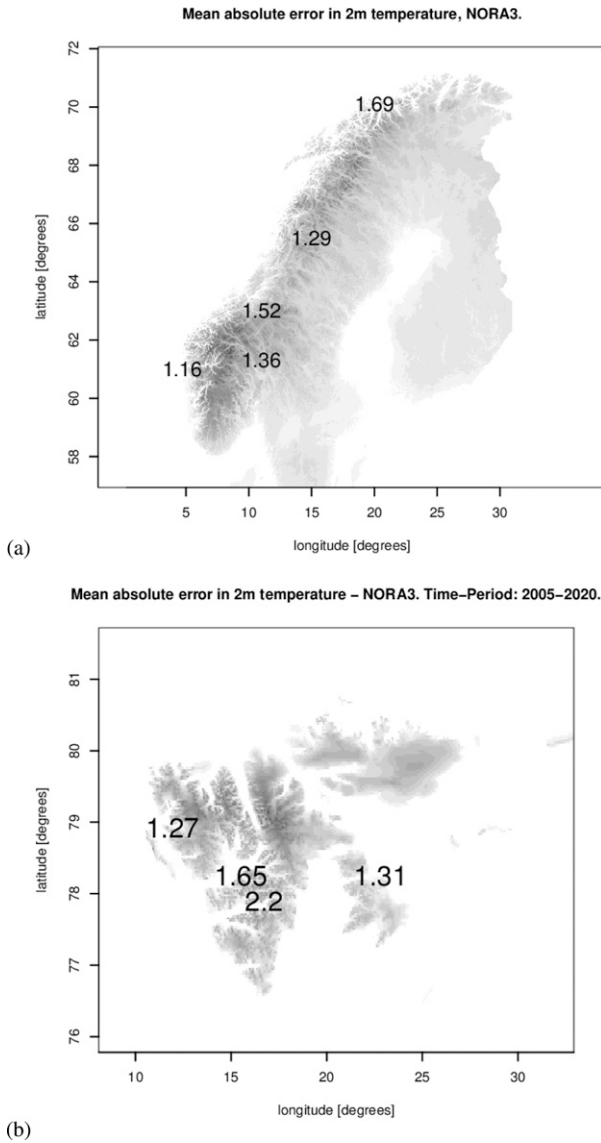 Mean absolute error in 2m temperature, NORA3.
72
70
68
66
64
62
60
58
latitude [degrees]
1.69
1.29
1.52
1.36
1.16
5 10 15 20 25 30
longitude [degrees]
(a)
Mean absolute error in 2m temperature – NORA3. Time–Period: 2005–2020.
81
80
79
78
77
76
latitude [degrees]
1.27
1.65
1.31
2.2
10 15 20 25 30
longitude [degrees]
(b)